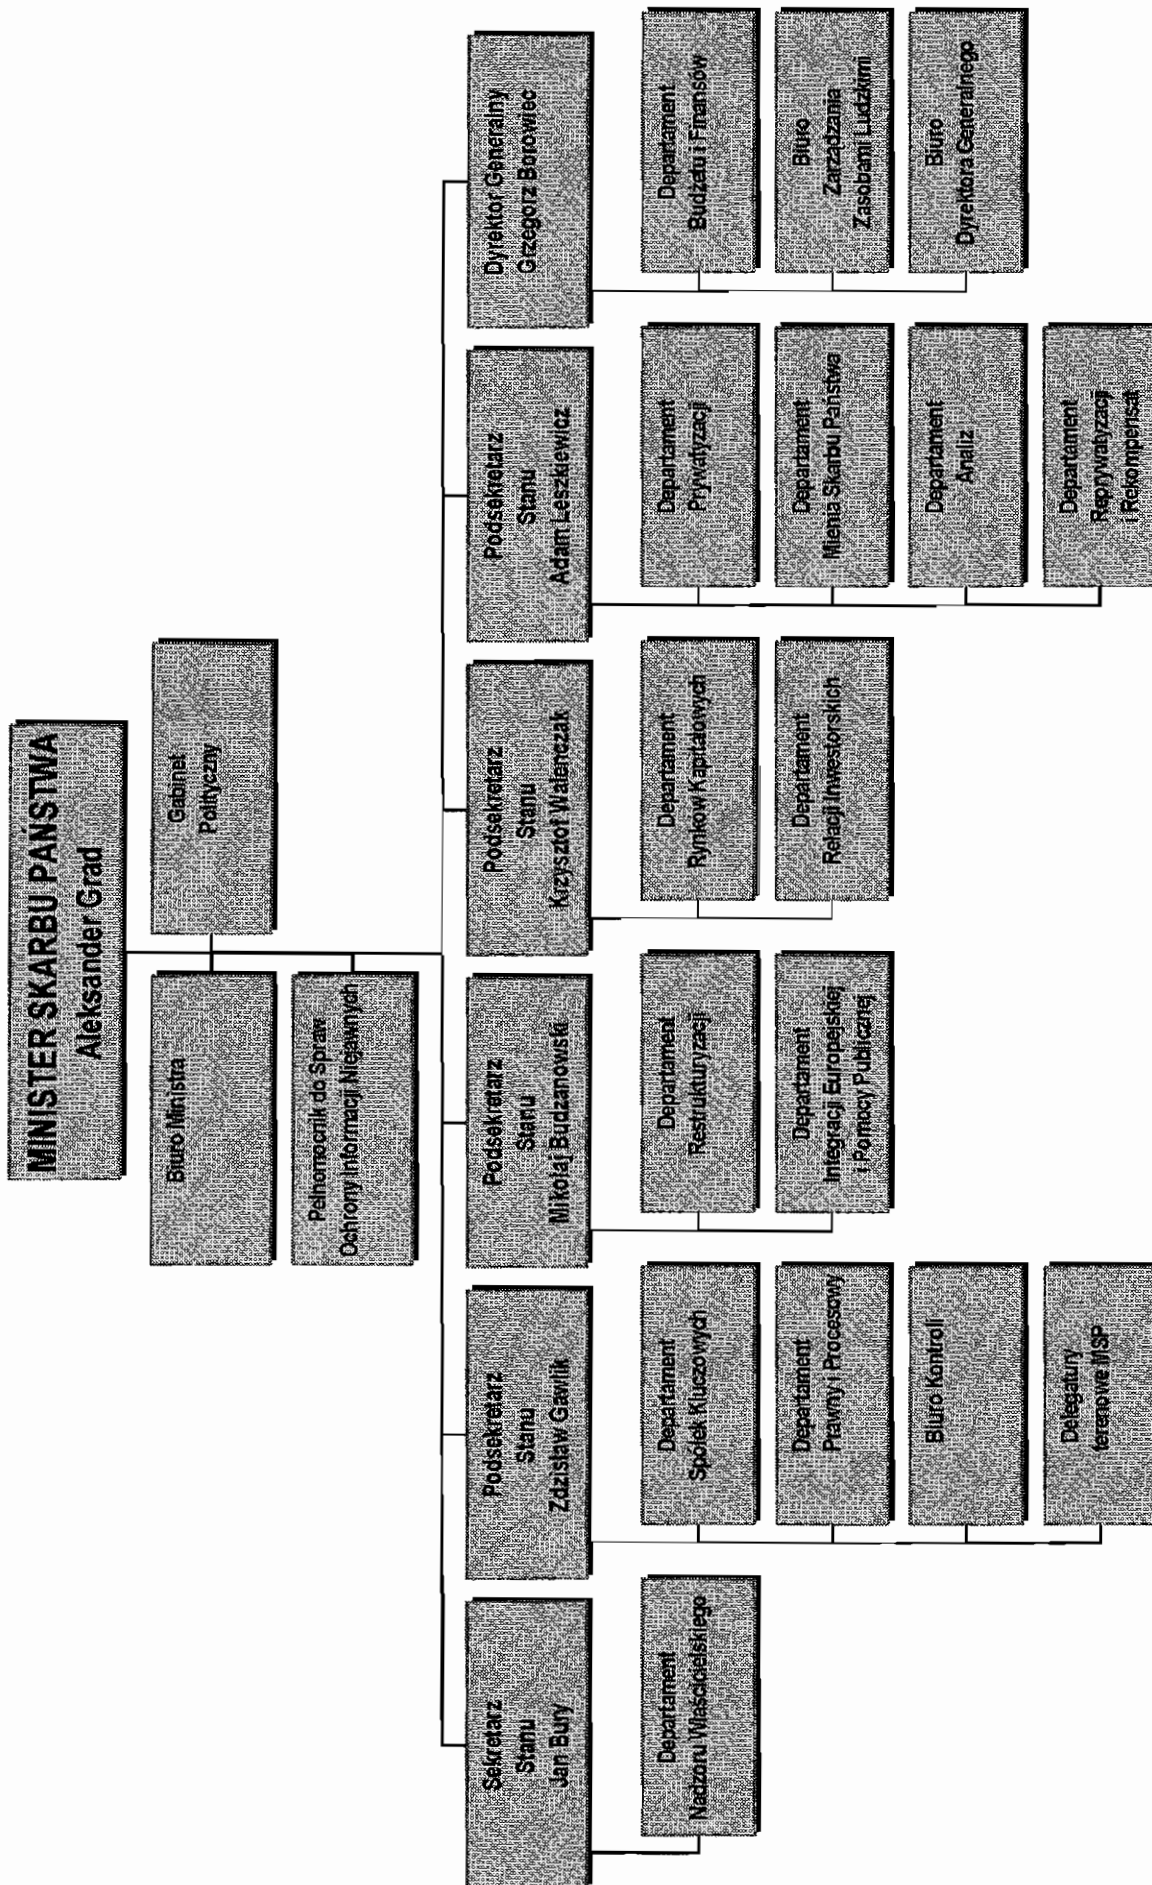 MINISTER SKARBU PAŃSTWA
Aleksander Grad
Biuro Ministra
Gabinet
Polityczny
Pełnomocnik do Spraw
Ochrony Informacji Niejawnych
Sekretarz
Stanu
Jan Bury
Podsekretarz
Stanu
Zdzisław Gawlik
Podsekretarz
Stanu
Mikołaj Budzanowski
Podsekretarz
Stanu
Krzysztof Walenczak
Podsekretarz
Stanu
Adam Leszkiewicz
Dyrektor Generalny
Grzegorz Borowiec
Departament
Nadzoru Właścicielskiego
Departament
Spółek Kluczowych
Departament
Prawny i Procesowy
Biuro Kontroli
Delegatury
terenowe MSP
Departament
Restrukturyzacji
Departament
Integracji Europejskiej
i Pomocy Publicznej
Departament
Rynków Kapitałowych
Departament
Relacji Inwestorskich
Departament
Prywatyzacji
Departament
Mienia Skarbu Państwa
Departament
Analiz
Departament
Reprywatyzacji
i Rekompensat
Departament
Budżetu i Finansów
Biuro
Zarządzania
Zasobami Ludzkimi
Biuro
Dyrektora Generalnego